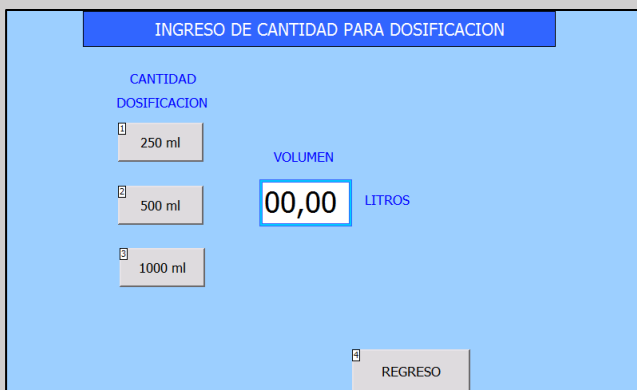 INGRESO DE CANTIDAD PARA DOSIFICACION
CANTIDAD
DOSIFICACION
1
250 ml
VOLUMEN
2
500 ml
00,00
LITROS
3
1000 ml
4
REGRESO